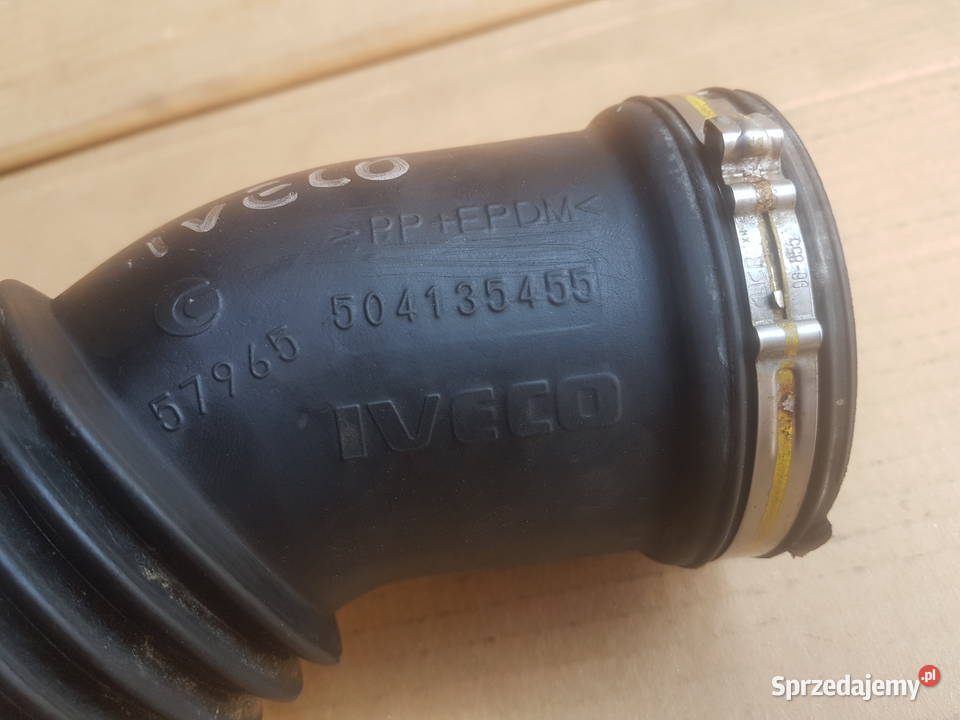 IVECO
>PP+EPDM<
C
504135455
57965
IVECO
Sprzedajemy.pl